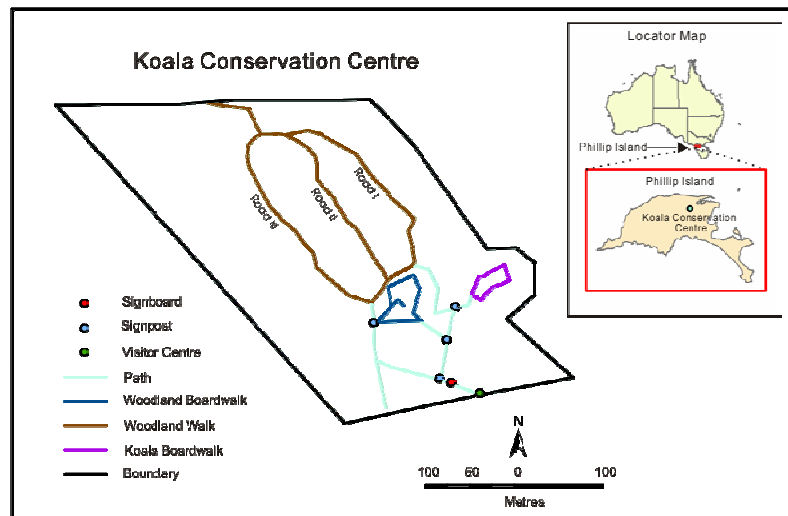 Koala Conservation Centre
Locator Map
Phillip Island
Phillip Island
Koala Conservation
Centre
Road I
Road II
Road III
Signboard
Signpost
Visitor Centre
Path
Woodland Boardwalk
Woodland Walk
Koala Boardwalk
Boundary
N
100 60 0 100
Metres